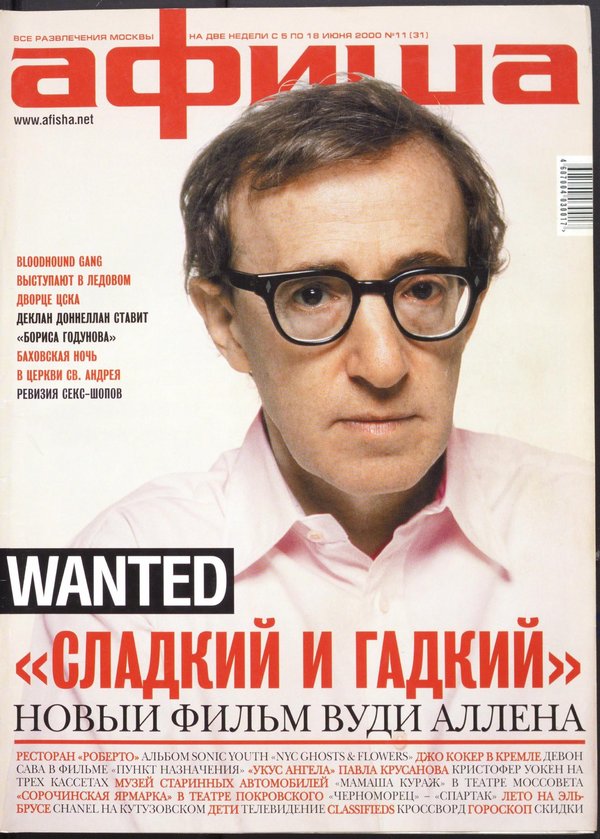 ВСЕ РАЗВЛЕЧЕНИЯ МОСКВЫ НА ДВЕ НЕДЕЛИ С 5 ПО 18 ИЮНЯ 2000 №11 (31)
афиша
www.afisha.net
4607004030017>
BLOODHOUND GANG
ВЫСТУПАЮТ В ЛЕДОВОМ
ДВОРЦЕ ЦСКА
ДЕКЛАН ДОННЕЛЛАН СТАВИТ
«БОРИСА ГОДУНОВА»
БАХОВСКАЯ НОЧЬ
В ЦЕРКВИ СВ. АНДРЕЯ
РЕВИЗИЯ СЕКС-ШОПОВ
WANTED
«СЛАДКИЙ И ГАДКИЙ»
НОВЫЙ ФИЛЬМ ВУДИ АЛЛЕНА
РЕСТОРАН «РОБЕРТО» АЛЬБОМ SONIC YOUTH «NYC GHOSTS & FLOWERS» ДЖО КОКЕР В КРЕМЛЕ ДЕВОН
САВА В ФИЛЬМЕ «ПУНКТ НАЗНАЧЕНИЯ» «УКУС АНГЕЛА» ПАВЛА КРУСАНОВА КРИСТОФЕР УОКЕН НА
ТРЕХ КАССЕТАХ МУЗЕЙ СТАРИННЫХ АВТОМОБИЛЕЙ «МАМАША КУРАЖ» В ТЕАТРЕ МОССОВЕТА
«СОРОЧИНСКАЯ ЯРМАРКА» В ТЕАТРЕ ПОКРОВСКОГО «ЧЕРНОМОРЕЦ» – «СПАРТАК» ЛЕТО НА ЭЛЬ-
БРУСЕ CHANEL НА КУТУЗОВСКОМ ДЕТИ ТЕЛЕВИДЕНИЕ CLASSIFIEDS КРОССВОРД ГОРОСКОП СКИДКИ